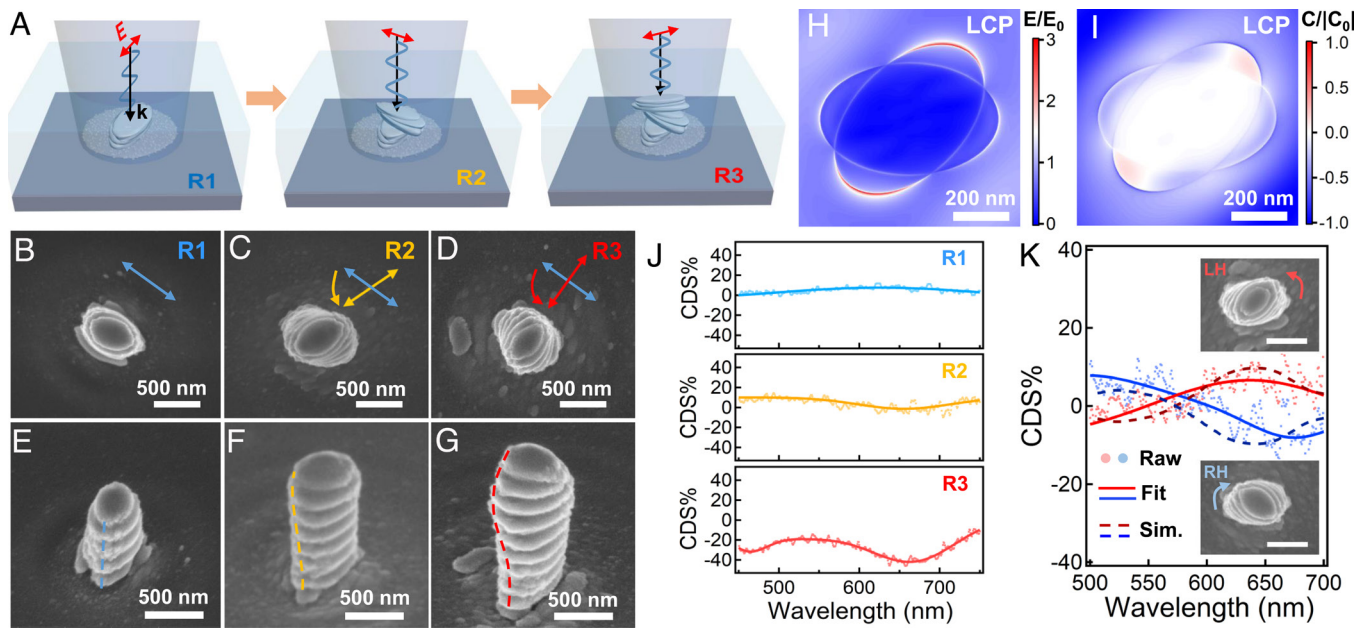 A
E
k
R1
R2
R3
H
LCP
E/E0
3
2
1
0
200 nm
I
LCP
C/|C0|
1.0
0.5
0.0
-0.5
-1.0
200 nm
B
R1
500 nm
C
R2
500 nm
D
R3
500 nm
E
500 nm
F
500 nm
G
500 nm
J
CDS%
40
20
0
-20
-40
R1
CDS%
40
20
0
-20
-40
R2
CDS%
40
20
0
-20
-40
R3
500 600 700
Wavelength (nm)
K
CDS%
40
20
0
-20
-40
LH
Raw
Fit
Sim.
RH
500 550 600 650 700
Wavelength (nm)